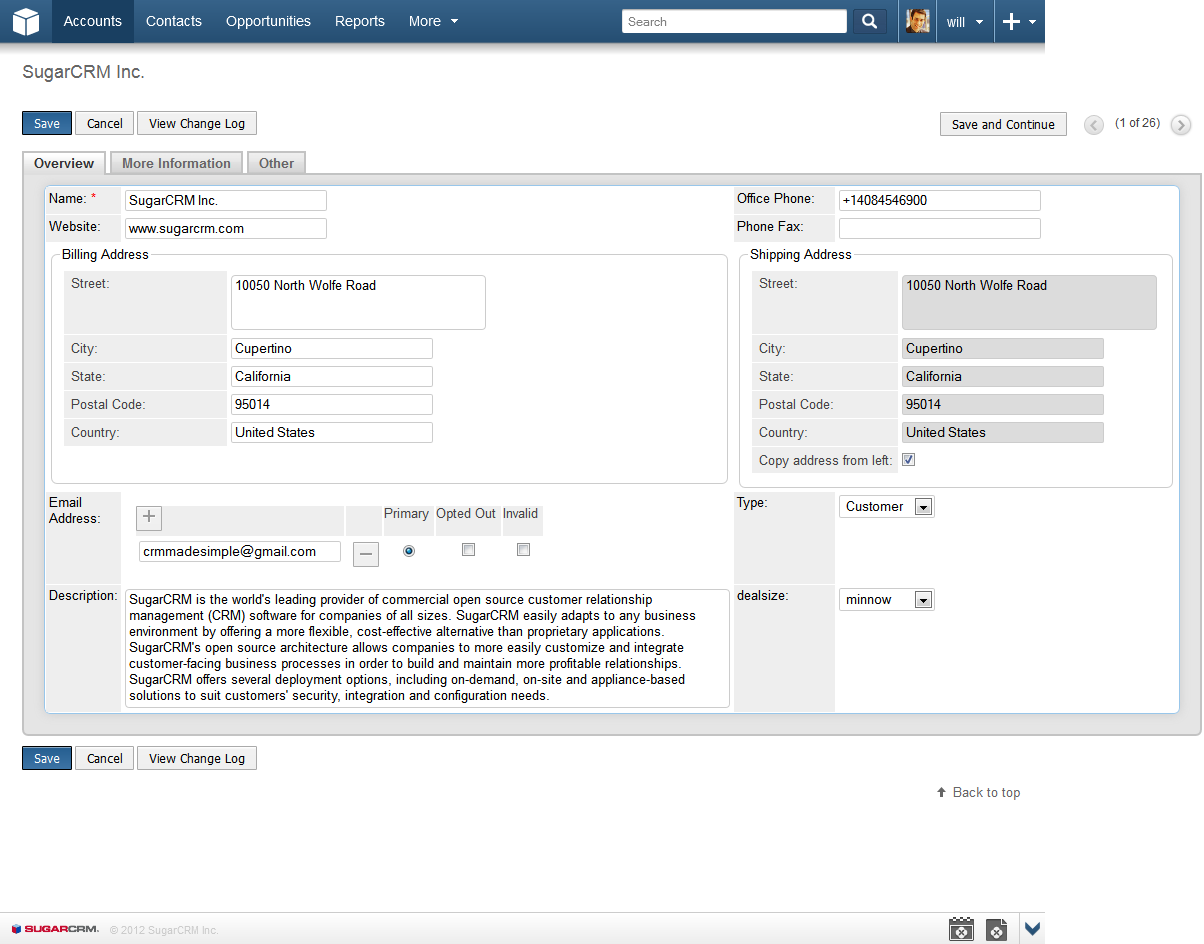 Accounts Contacts Opportunities Reports More Search will
SugarCRM Inc.
Save Cancel View Change Log Save and Continue (1 of 26)
Overview More Information Other
Name: * SugarCRM Inc. Office Phone: +14084546900
Website: www.sugarcrm.com Phone Fax:
Billing Address Shipping Address
Street: 10050 North Wolfe Road Street: 10050 North Wolfe Road
City: Cupertino City: Cupertino
State: California State: California
Postal Code: 95014 Postal Code: 95014
Country: United States Country: United States
Copy address from left:
Email Address: Primary Opted Out Invalid Type: Customer
crmmadesimple@gmail.com
Description: SugarCRM is the world's leading provider of commercial open source customer relationship dealsize: minnow
management (CRM) software for companies of all sizes. SugarCRM easily adapts to any business
environment by offering a more flexible, cost-effective alternative than proprietary applications.
SugarCRM's open source architecture allows companies to more easily customize and integrate
customer-facing business processes in order to build and maintain more profitable relationships.
SugarCRM offers several deployment options, including on-demand, on-site and appliance-based
solutions to suit customers' security, integration and configuration needs.
Save Cancel View Change Log
Back to top
SUGARCRM. © 2012 SugarCRM Inc.